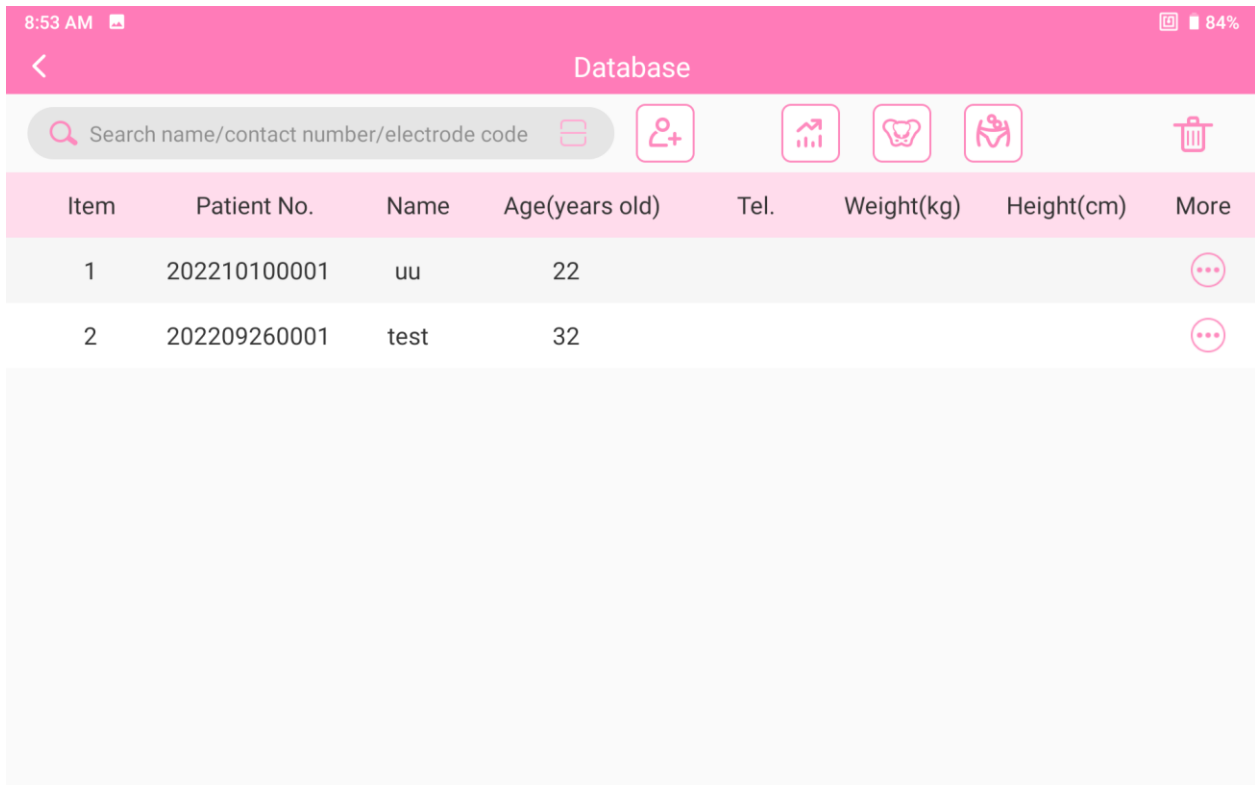 8:53 AM 84%
Database
Search name/contact number/electrode code
Item Patient No. Name Age(years old) Tel. Weight(kg) Height(cm) More
1 202210100001 uu 22
2 202209260001 test 32